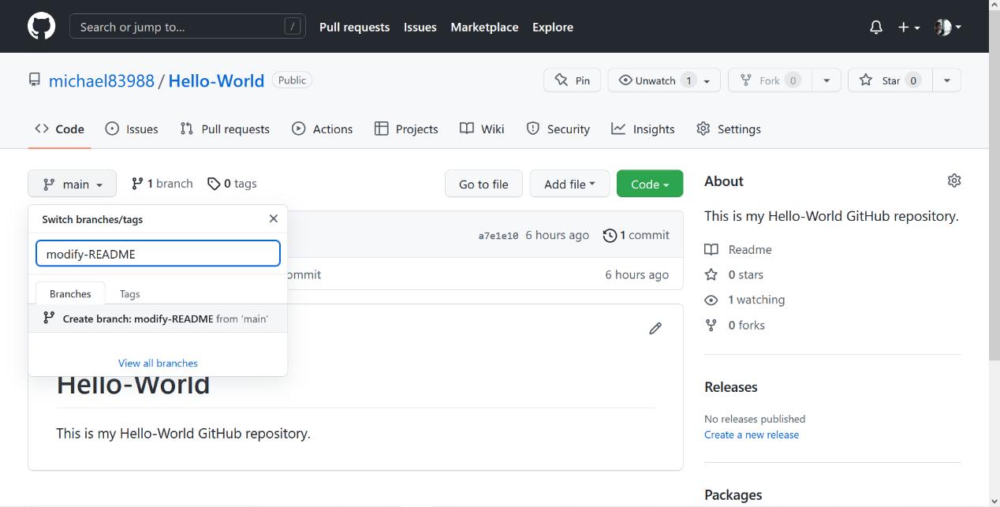 Search or jump to... /
Pull requests Issues Marketplace Explore
michael83988 / Hello-World Public
Pin Unwatch 1 Fork 0 Star 0
Code Issues Pull requests Actions Projects Wiki Security Insights Settings
main 1 branch 0 tags Go to file Add file Code
Switch branches/tags
modify-README
Branches Tags
Create branch: modify-README from 'main'
View all branches
a7e1e10 6 hours ago 1 commit
ommit 6 hours ago
Hello-World
This is my Hello-World GitHub repository.
About
This is my Hello-World GitHub repository.
Readme
0 stars
1 watching
0 forks
Releases
No releases published
Create a new release
Packages